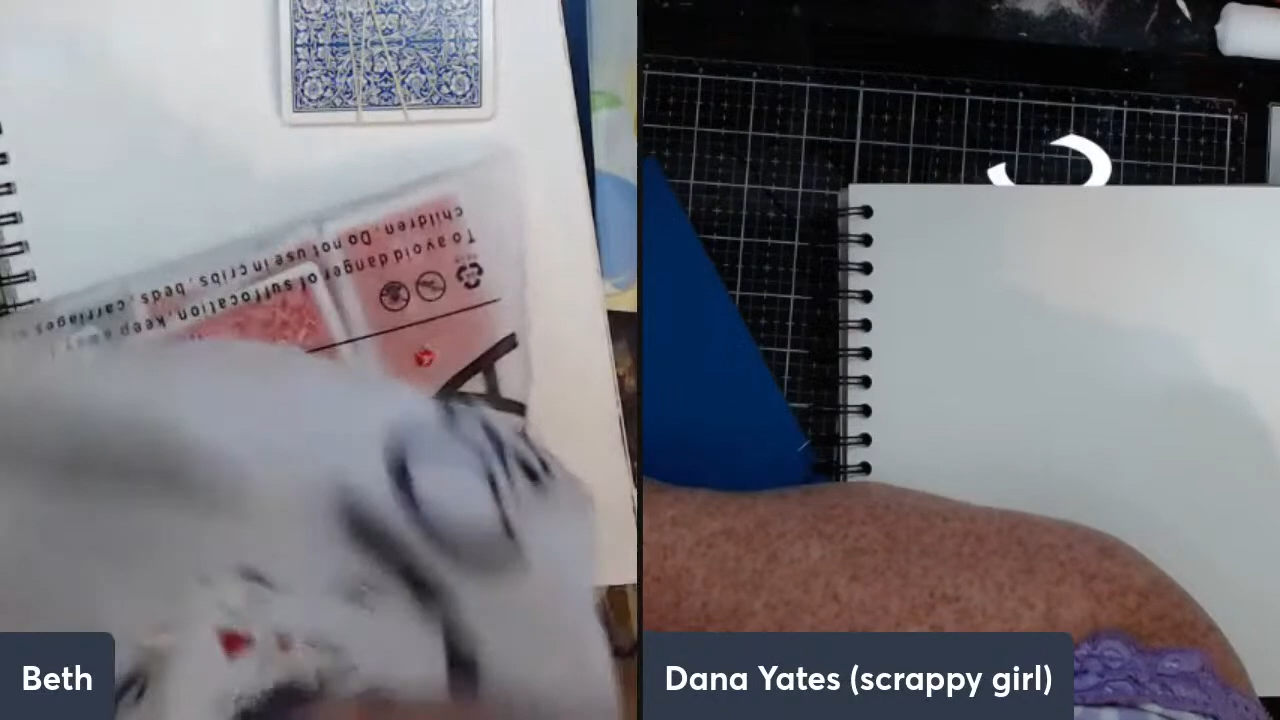 To avoid danger of suffocation, keep away
children. Do not use in cribs, beds, carriages
A
Beth
Dana Yates (scrappy girl)